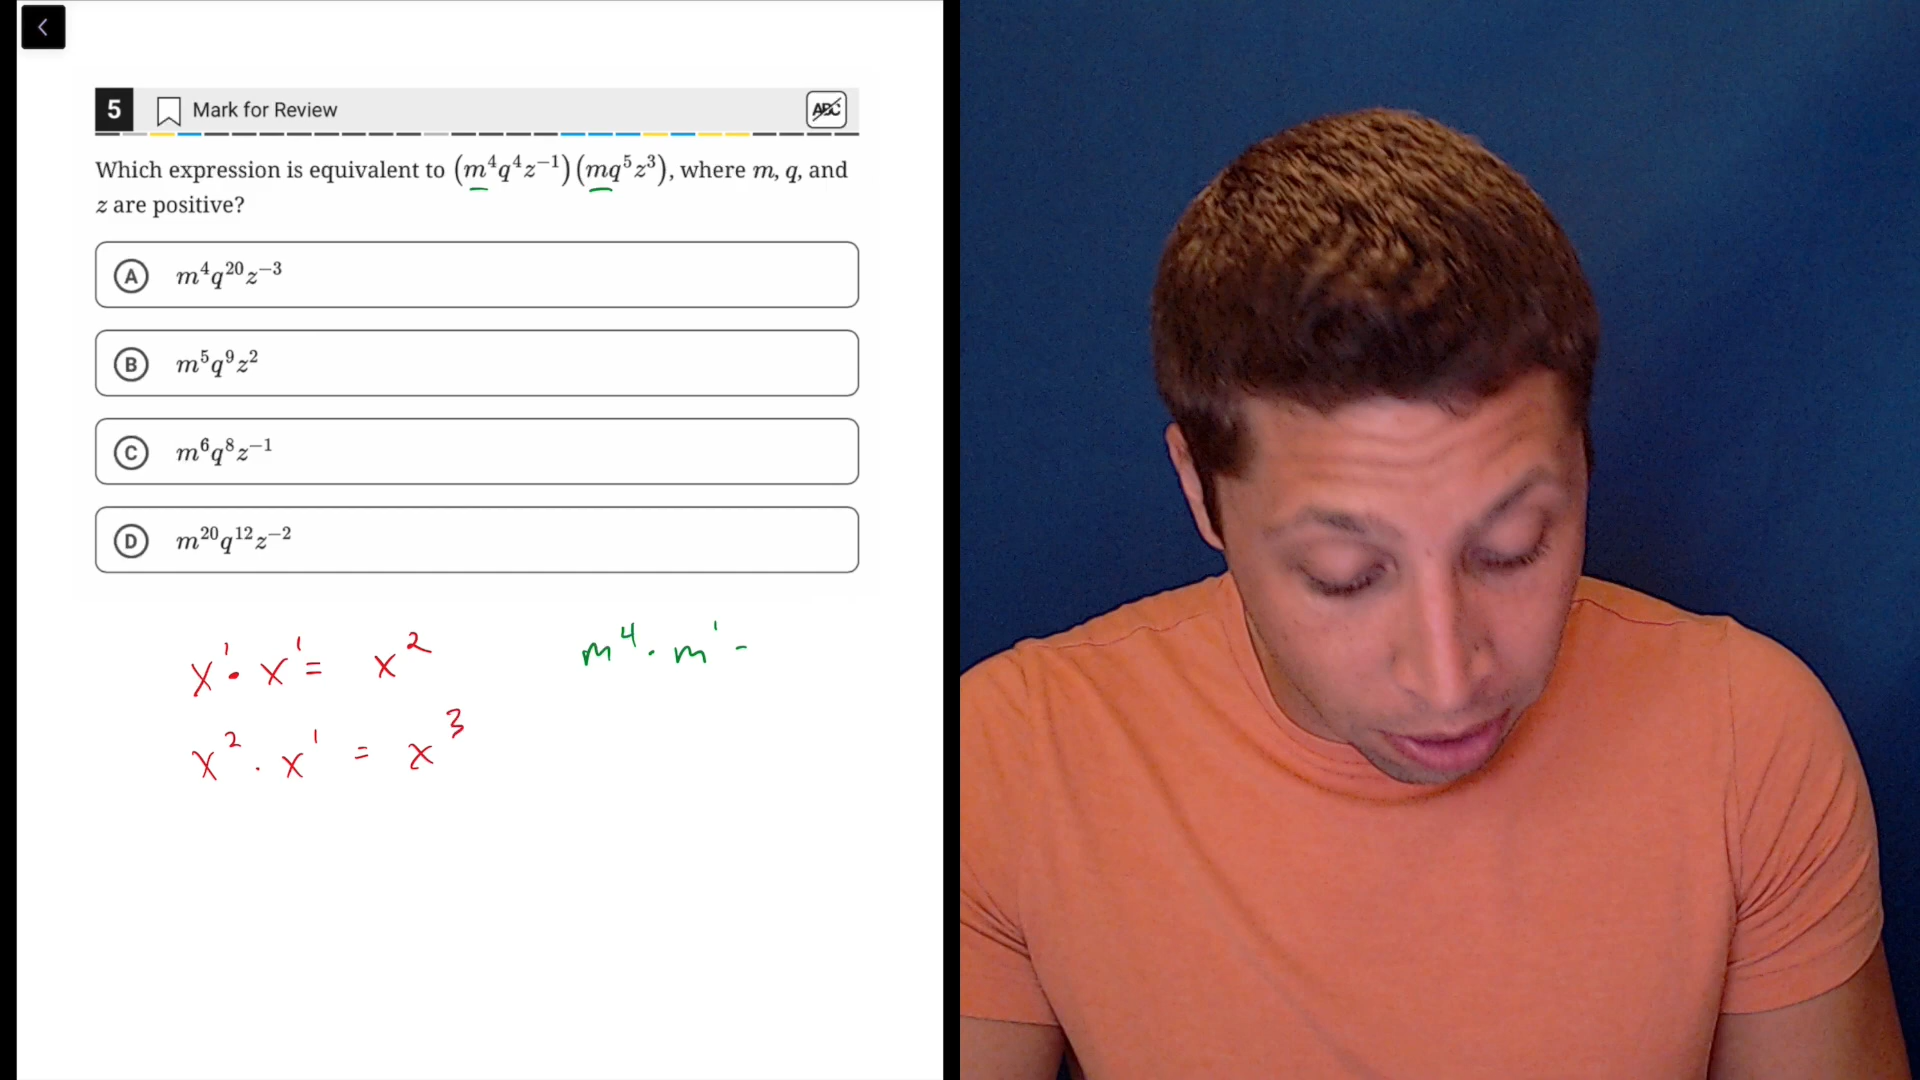 5 Mark for Review ABC
Which expression is equivalent to (m⁴q⁴z⁻¹)(mq⁵z³), where m, q, and
z are positive?
A m⁴q²⁰z⁻³
B m⁵q⁹z²
C m⁶q⁸z⁻¹
D m²⁰q¹²z⁻²
x¹ · x¹ = x²
m⁴ · m¹ -
x² · x¹ = x³